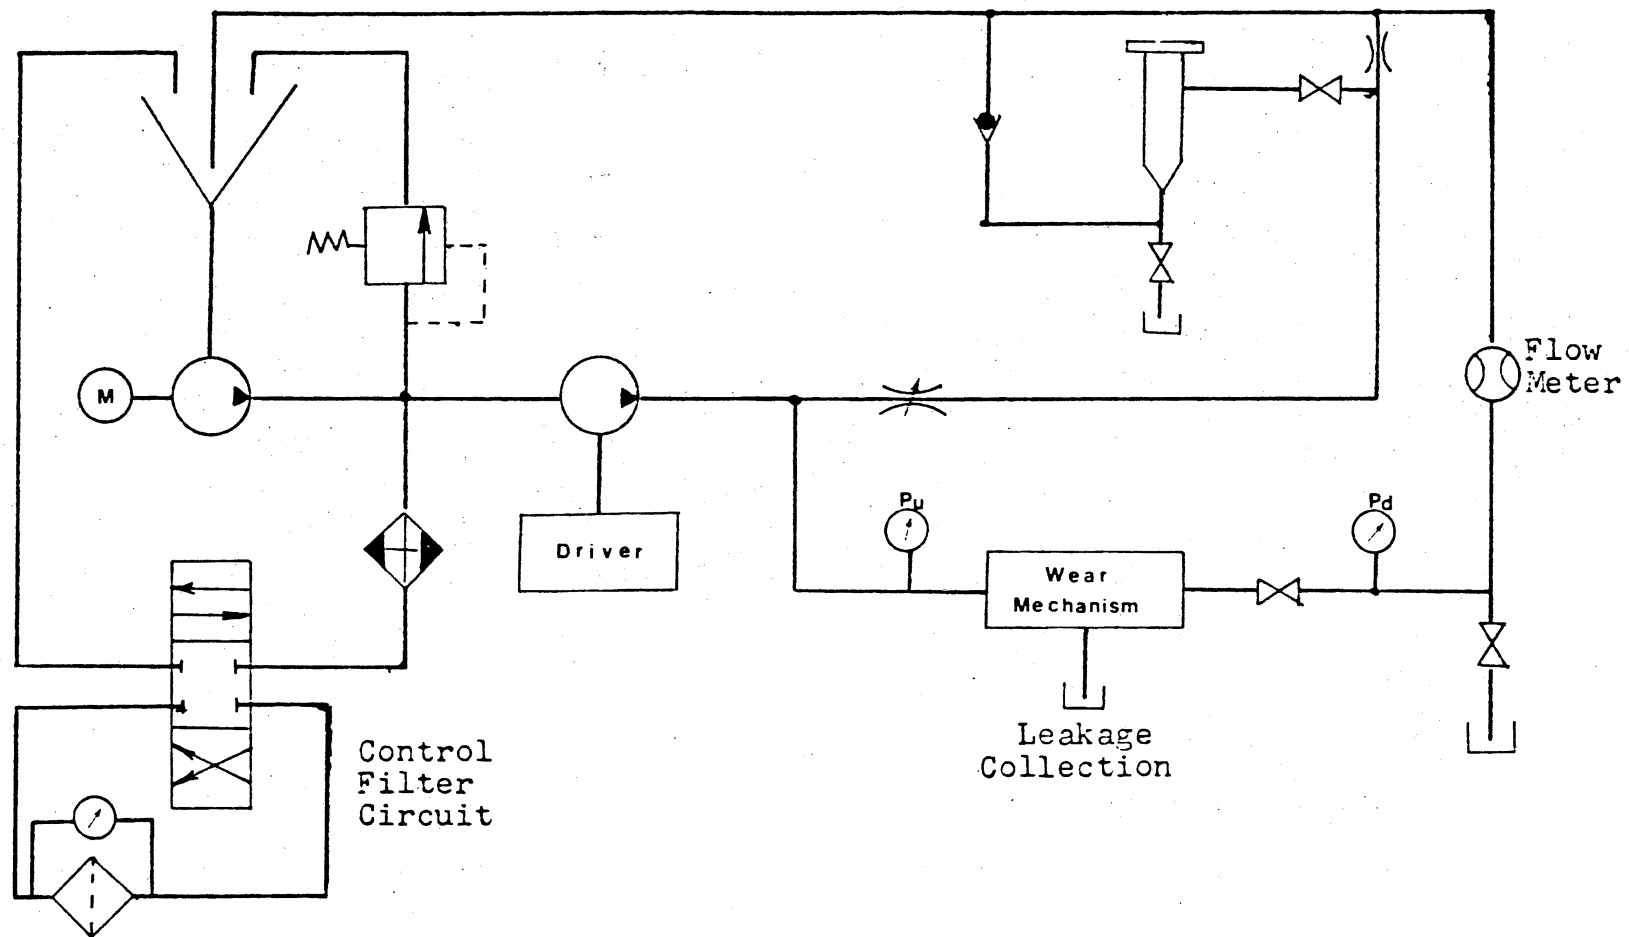 Flow
Meter
M
Pu
Pd
Driver
Wear
Mechanism
Leakage
Collection
Control
Filter
Circuit